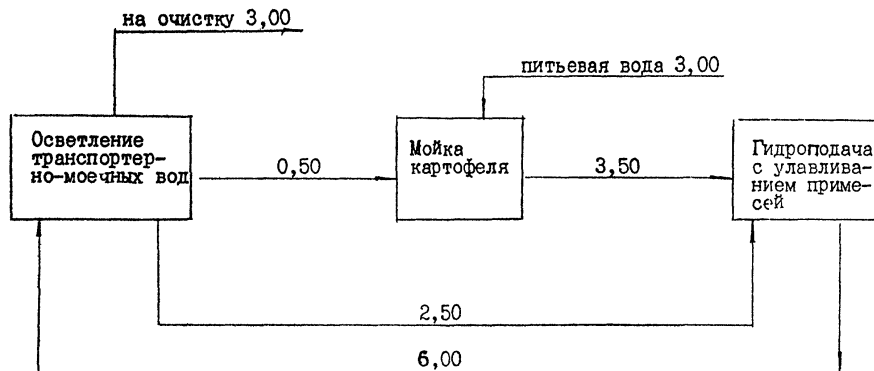 на очистку 3,00
питьевая вода 3,00
Осветление
транспортер-
но-моечных вод
0,50
Мойка
картофеля
3,50
Гидроподача
с улавлива-
нием приме-
сей
2,50
6,00